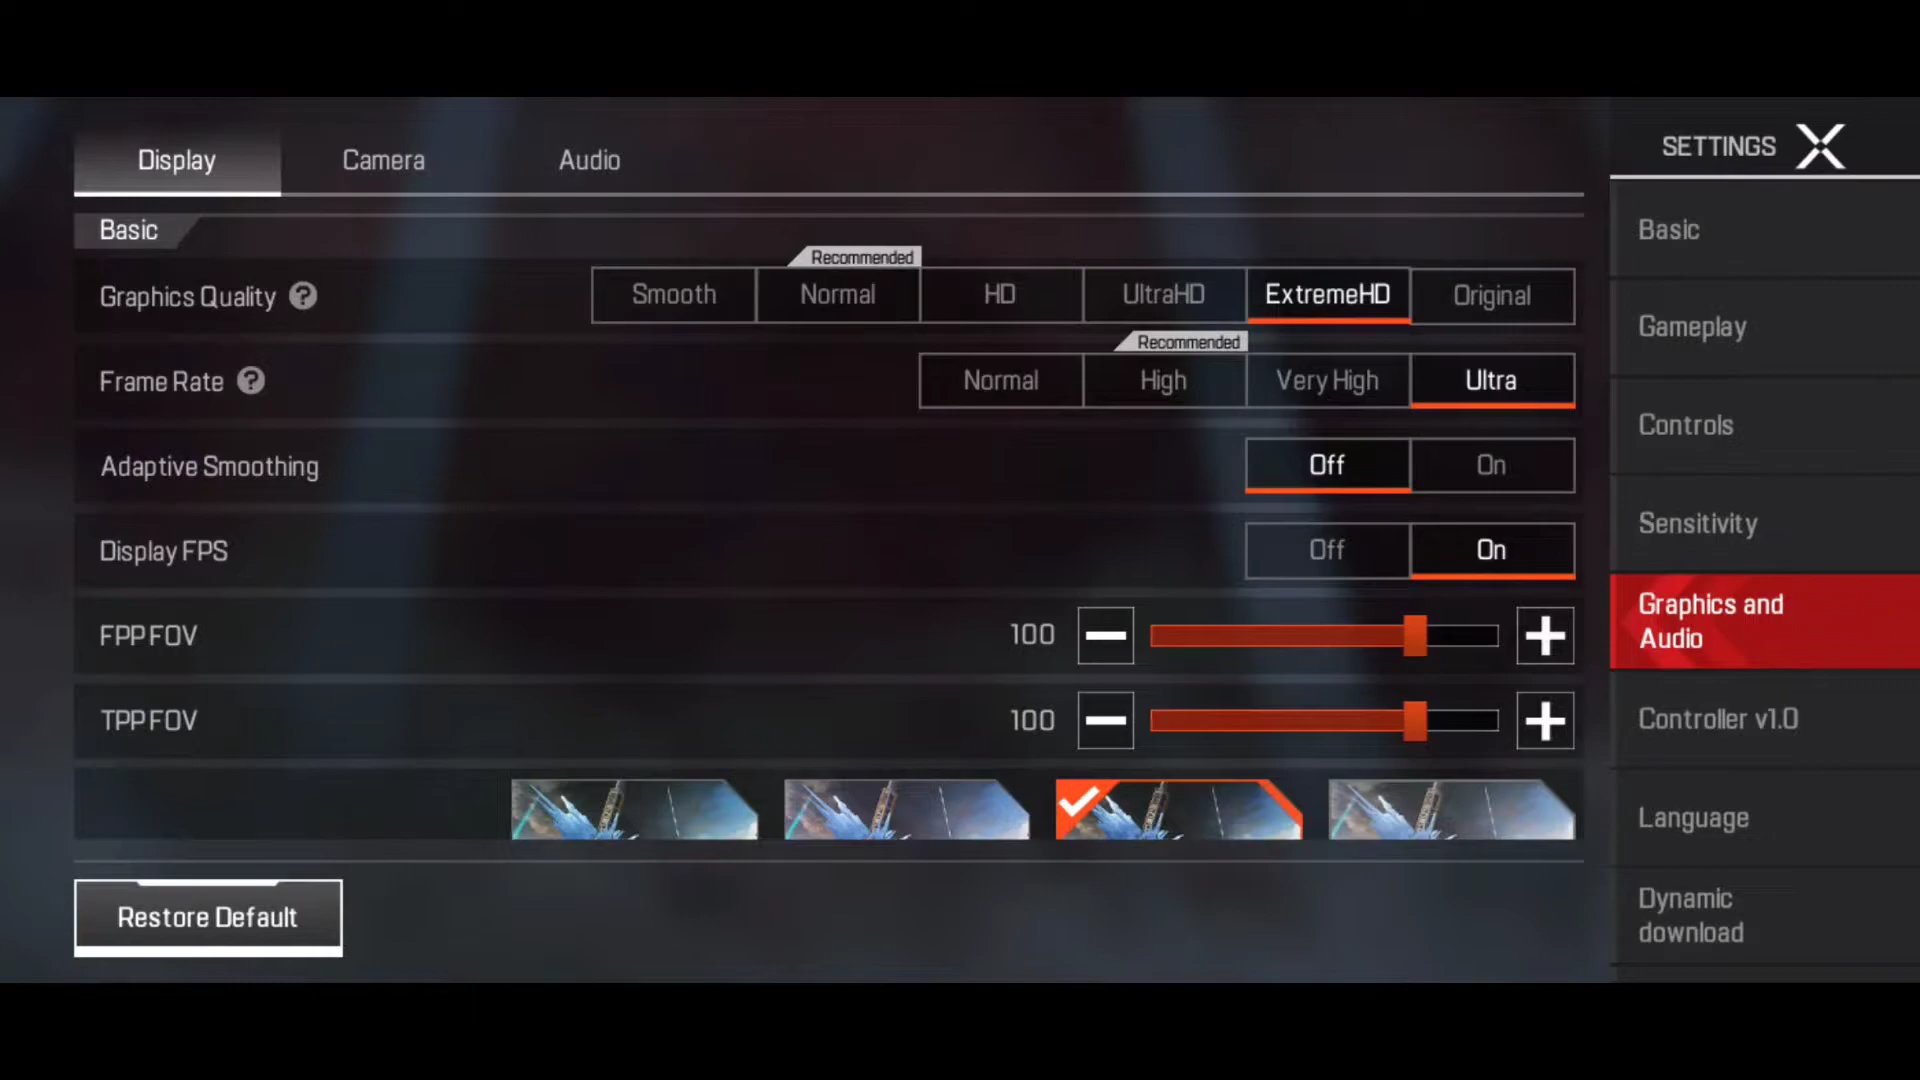 Display
Camera
Audio
SETTINGS
Basic
Recommended
Graphics Quality ?
Smooth
Normal
HD
UltraHD
ExtremeHD
Original
Recommended
Frame Rate ?
Normal
High
Very High
Ultra
Adaptive Smoothing
Off
On
Display FPS
Off
On
FPP FOV
100
TPP FOV
100
Restore Default
Basic
Gameplay
Controls
Sensitivity
Graphics and
Audio
Controller v1.0
Language
Dynamic
download